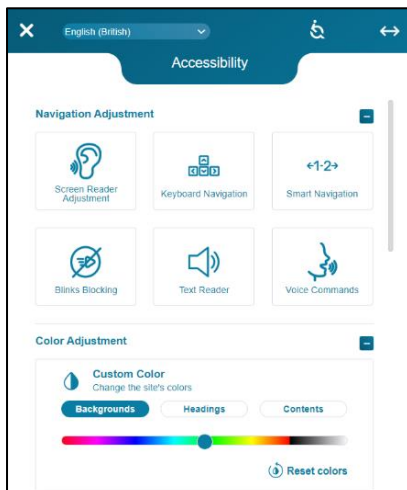 English (British)
Accessibility
Navigation Adjustment
Screen Reader
Adjustment
Keyboard Navigation
←1-2→
Smart Navigation
Blinks Blocking
Text Reader
Voice Commands
Color Adjustment
Custom Color
Change the site's colors
Backgrounds
Headings
Contents
Reset colors